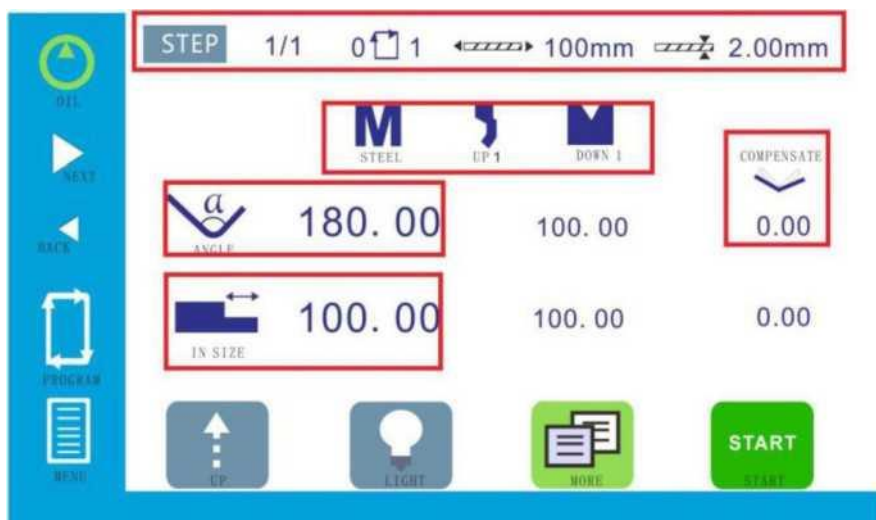 STEP 1/1 0 1 100mm 2.00mm
OIL
NEXT
BACK
PROGRAM
MENU
M
STEEL UP 1 DOWN 1
COMPENSATE
α
ANGLE 180.00 100.00 0.00
IN SIZE 100.00 100.00 0.00
UP LIGHT MORE START
START